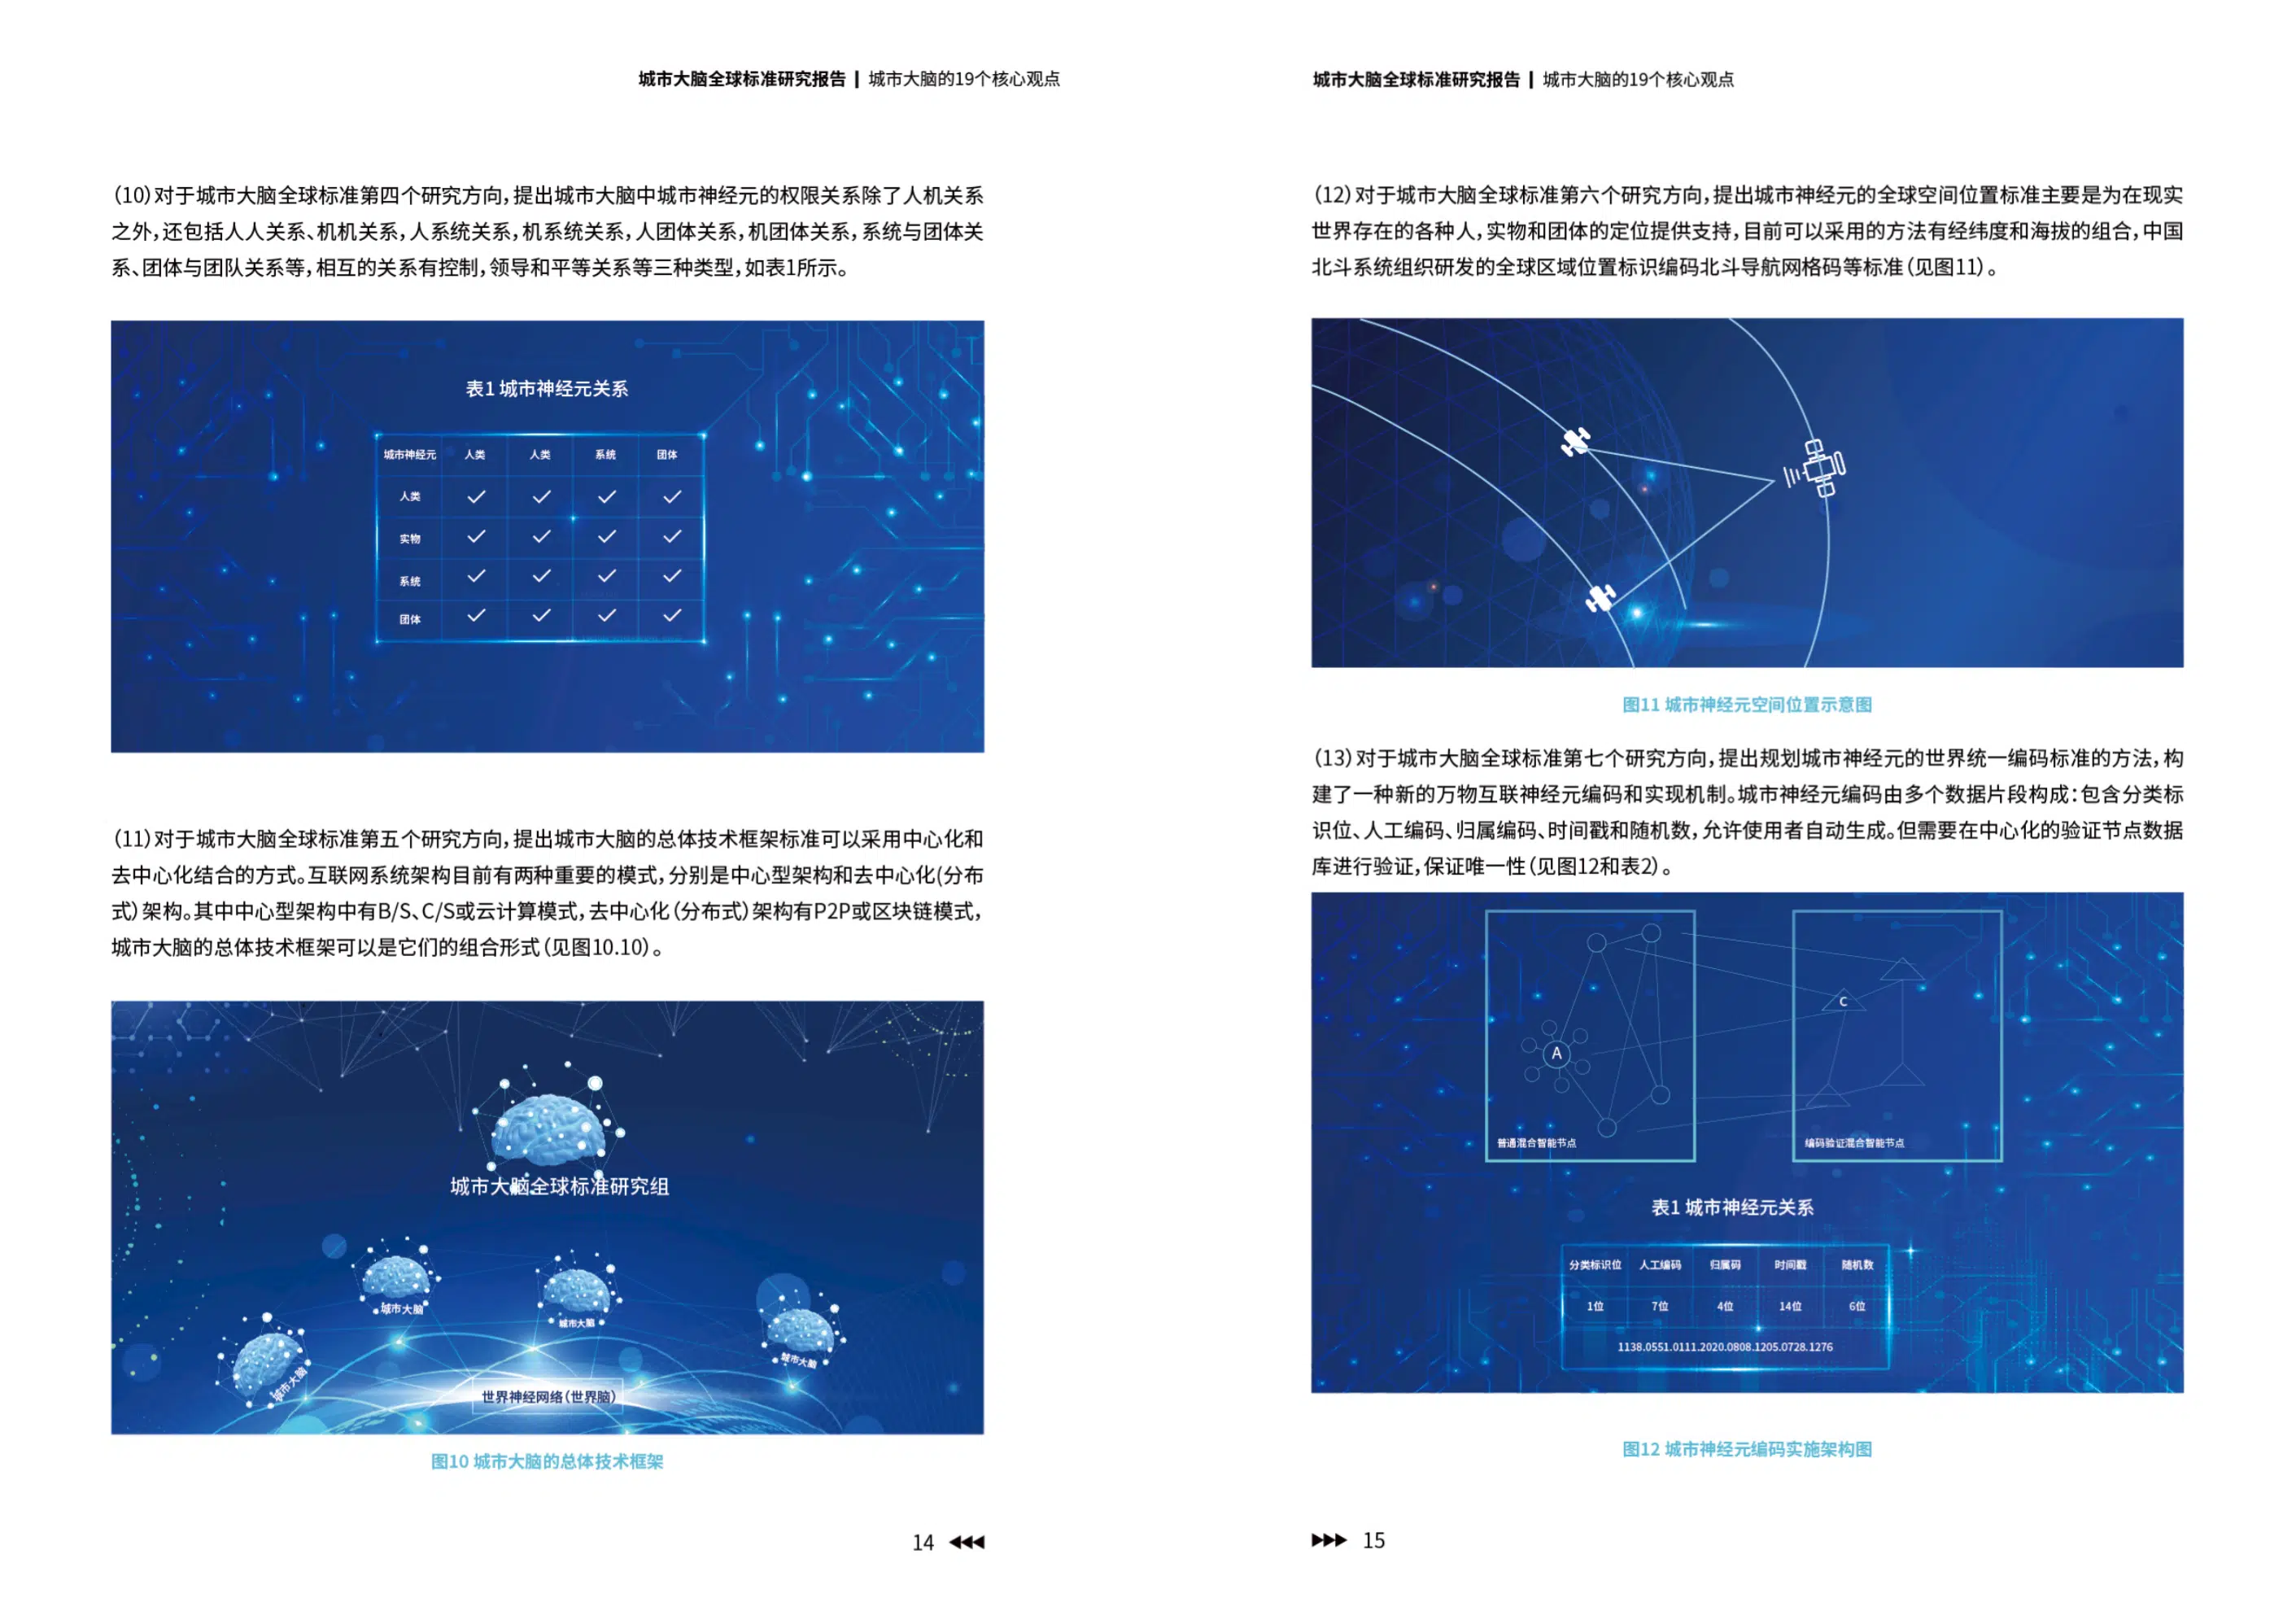 城市大脑全球标准研究报告 | 城市大脑的19个核心观点
(10)对于城市大脑全球标准第四个研究方向,提出城市大脑中城市神经元的权限关系除了人机关系
之外,还包括人人关系、机机关系,人系统关系,机系统关系,人团体关系,机团体关系,系统与团体关
系、团体与团队关系等,相互的关系有控制,领导和平等关系等三种类型,如表1所示。
表1 城市神经元关系
城市神经元 人类 人类 系统 团体
人类 ✓ ✓ ✓ ✓
实物 ✓ ✓ ✓ ✓
系统 ✓ ✓ ✓ ✓
团体 ✓ ✓ ✓ ✓
(11)对于城市大脑全球标准第五个研究方向,提出城市大脑的总体技术框架标准可以采用中心化和
去中心化结合的方式。互联网系统架构目前有两种重要的模式,分别是中心型架构和去中心化(分布
式)架构。其中中心型架构中有B/S、C/S或云计算模式,去中心化(分布式)架构有P2P或区块链模式,
城市大脑的总体技术框架可以是它们的组合形式(见图10.10)。
城市大脑全球标准研究组
城市大脑
城市大脑
城市大脑
城市大脑
世界神经网络(世界脑)
图10 城市大脑的总体技术框架
14
城市大脑全球标准研究报告 | 城市大脑的19个核心观点
(12)对于城市大脑全球标准第六个研究方向,提出城市神经元的全球空间位置标准主要是为在现实
世界存在的各种人,实物和团体的定位提供支持,目前可以采用的方法有经纬度和海拔的组合,中国
北斗系统组织研发的全球区域位置标识编码北斗导航网格码等标准(见图11)。
图11 城市神经元空间位置示意图
(13)对于城市大脑全球标准第七个研究方向,提出规划城市神经元的世界统一编码标准的方法,构
建了一种新的万物互联神经元编码和实现机制。城市神经元编码由多个数据片段构成:包含分类标
识位、人工编码、归属编码、时间戳和随机数,允许使用者自动生成。但需要在中心化的验证节点数据
库进行验证,保证唯一性(见图12和表2)。
C
A
普通混合智能节点
编码验证混合智能节点
表1 城市神经元关系
分类标识位 人工编码 归属码 时间戳 随机数
1位 7位 4位 14位 6位
1138.0551.0111.2020.0808.1205.0728.1276
图12 城市神经元编码实施架构图
15